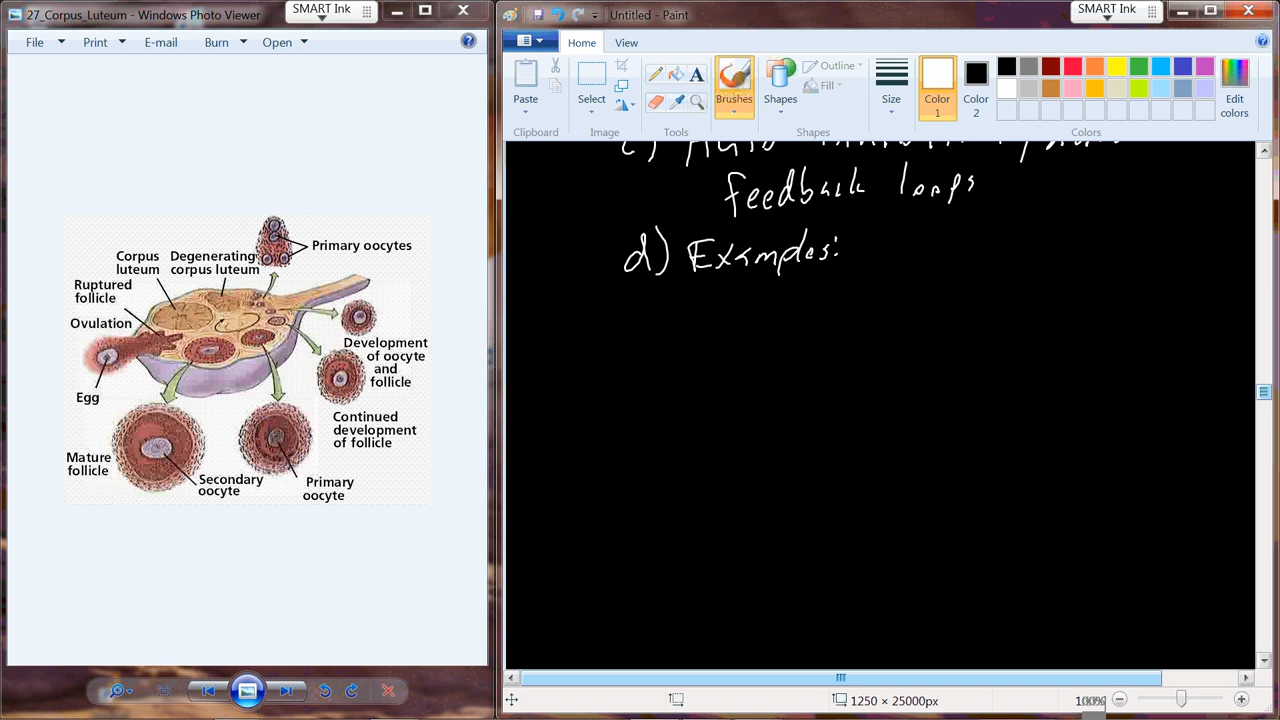 27_Corpus_Luteum - Windows Photo Viewer
SMART Ink
File
Print
E-mail
Burn
Open
Primary oocytes
Corpus
luteum
Degenerating
corpus luteum
Ruptured
follicle
Ovulation
Egg
Development
of oocyte
and
follicle
Continued
development
of follicle
Mature
follicle
Secondary
oocyte
Primary
oocyte
Untitled - Paint
SMART Ink
Home
View
Paste
Clipboard
Select
Image
Tools
Brushes
Shapes
Outline
Fill
Shapes
Size
Color
1
Color
2
Edit
colors
Colors
feedback loops
d) Examples:
1250 × 25000px
100%